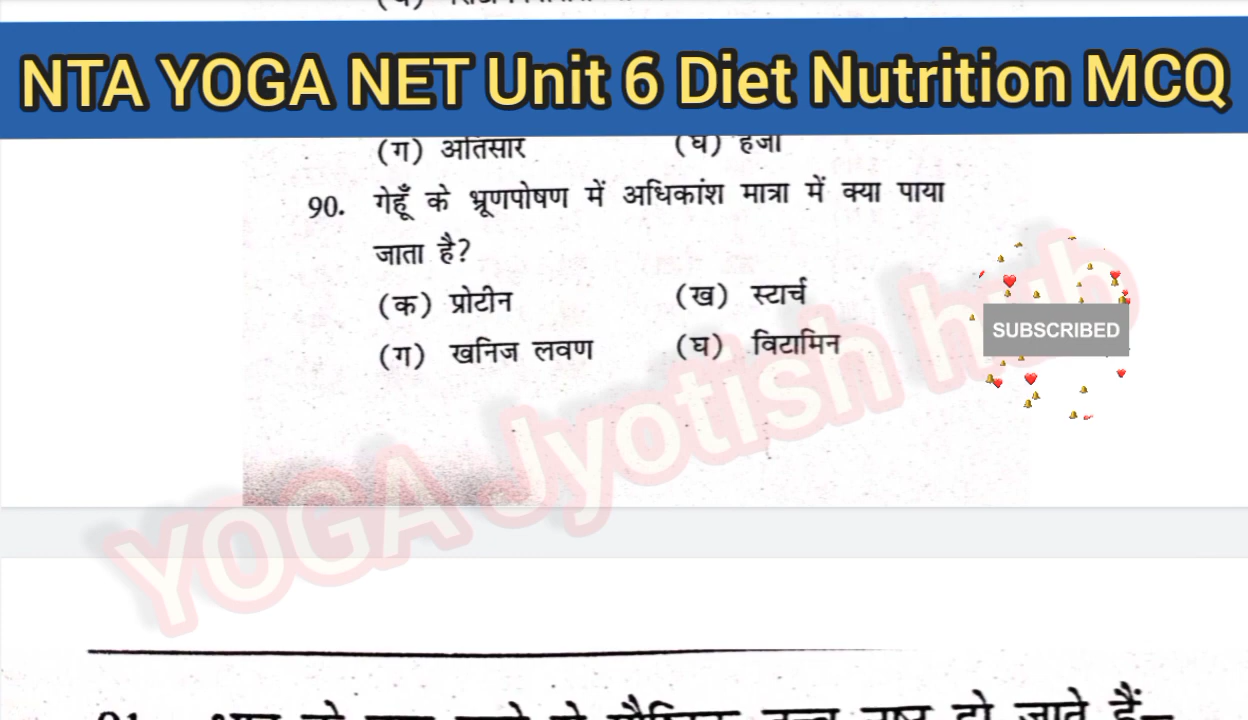 NTA YOGA NET Unit 6 Diet Nutrition MCQ
(ग) अतिसार (घ) हैजा
90. गेहूँ के भ्रूणपोषण में अधिकांश मात्रा में क्या पाया
जाता है?
(क) प्रोटीन (ख) स्टार्च
(ग) खनिज लवण (घ) विटामिन
SUBSCRIBED
YOGA Jyotish hub